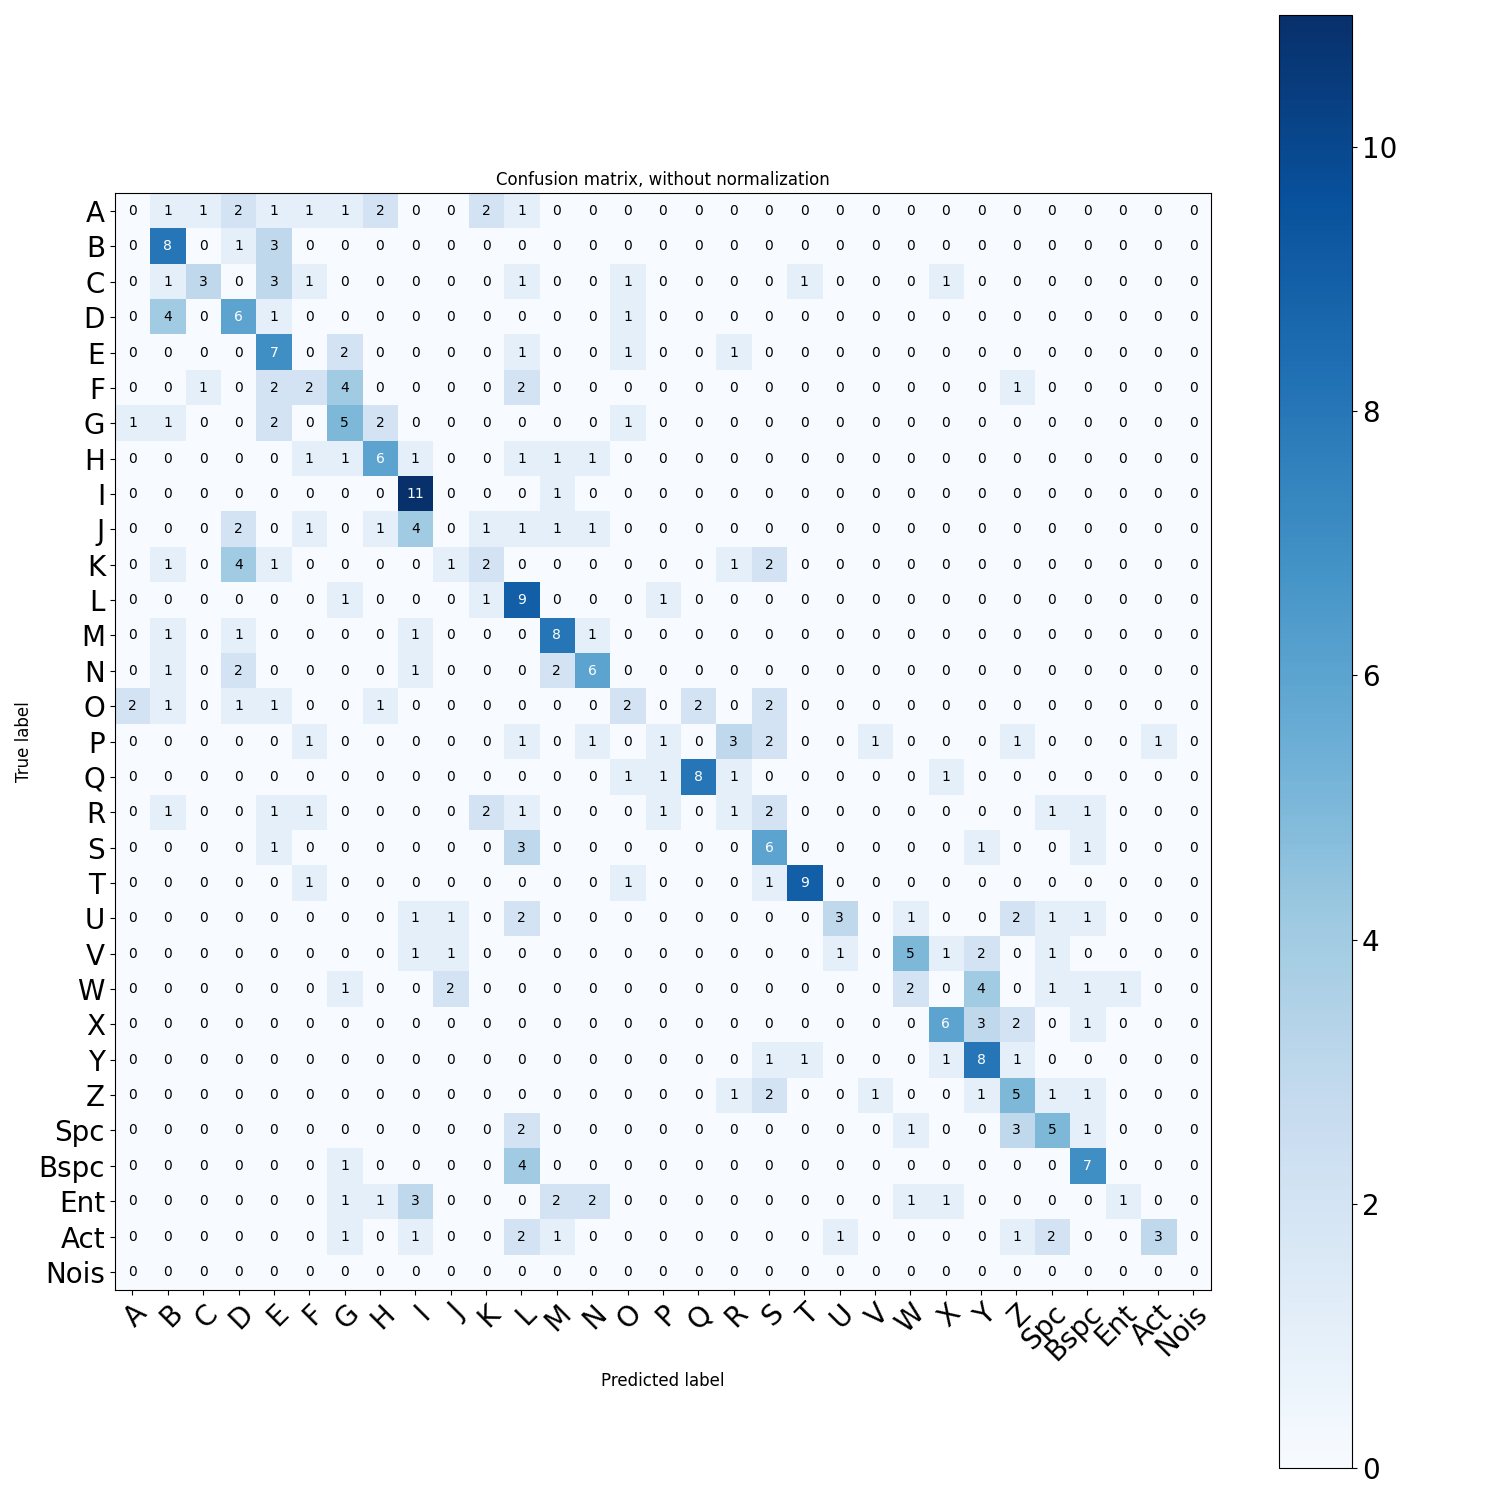 Confusion matrix, without normalization
A 0 1 1 2 1 1 1 2 0 0 2 1 0 0 0 0 0 0 0 0 0 0 0 0 0 0 0 0 0 0 0
B 0 8 0 1 3 0 0 0 0 0 0 0 0 0 0 0 0 0 0 0 0 0 0 0 0 0 0 0 0 0 0
C 0 1 3 0 3 1 0 0 0 0 0 1 0 0 1 0 0 0 0 1 0 0 0 1 0 0 0 0 0 0 0
D 0 4 0 6 1 0 0 0 0 0 0 0 0 0 1 0 0 0 0 0 0 0 0 0 0 0 0 0 0 0 0
E 0 0 0 0 7 0 2 0 0 0 0 1 0 0 1 0 0 1 0 0 0 0 0 0 0 0 0 0 0 0 0
F 0 0 1 0 2 2 4 0 0 0 0 2 0 0 0 0 0 0 0 0 0 0 0 0 0 1 0 0 0 0 0
G 1 1 0 0 2 0 5 2 0 0 0 0 0 0 1 0 0 0 0 0 0 0 0 0 0 0 0 0 0 0 0
H 0 0 0 0 0 1 1 6 1 0 0 1 1 1 0 0 0 0 0 0 0 0 0 0 0 0 0 0 0 0 0
I 0 0 0 0 0 0 0 0 11 0 0 0 1 0 0 0 0 0 0 0 0 0 0 0 0 0 0 0 0 0 0
J 0 0 0 2 0 1 0 1 4 0 1 1 1 1 0 0 0 0 0 0 0 0 0 0 0 0 0 0 0 0 0
K 0 1 0 4 1 0 0 0 0 1 2 0 0 0 0 0 0 1 2 0 0 0 0 0 0 0 0 0 0 0 0
L 0 0 0 0 0 0 1 0 0 0 1 9 0 0 0 1 0 0 0 0 0 0 0 0 0 0 0 0 0 0 0
M 0 1 0 1 0 0 0 0 1 0 0 0 8 1 0 0 0 0 0 0 0 0 0 0 0 0 0 0 0 0 0
N 0 1 0 2 0 0 0 0 1 0 0 0 2 6 0 0 0 0 0 0 0 0 0 0 0 0 0 0 0 0 0
O 2 1 0 1 1 0 0 1 0 0 0 0 0 0 2 0 2 0 2 0 0 0 0 0 0 0 0 0 0 0 0
P 0 0 0 0 0 1 0 0 0 0 0 1 0 1 0 1 0 3 2 0 0 1 0 0 0 1 0 0 0 1 0
Q 0 0 0 0 0 0 0 0 0 0 0 0 0 0 1 1 8 1 0 0 0 0 0 1 0 0 0 0 0 0 0
R 0 1 0 0 1 1 0 0 0 0 2 1 0 0 0 1 0 1 2 0 0 0 0 0 0 0 1 1 0 0 0
S 0 0 0 0 1 0 0 0 0 0 0 3 0 0 0 0 0 0 6 0 0 0 0 0 1 0 0 1 0 0 0
T 0 0 0 0 0 1 0 0 0 0 0 0 0 0 1 0 0 0 1 9 0 0 0 0 0 0 0 0 0 0 0
U 0 0 0 0 0 0 0 0 1 1 0 2 0 0 0 0 0 0 0 0 3 0 1 0 0 2 1 1 0 0 0
V 0 0 0 0 0 0 0 0 1 1 0 0 0 0 0 0 0 0 0 0 1 0 5 1 2 0 1 0 0 0 0
W 0 0 0 0 0 0 1 0 0 2 0 0 0 0 0 0 0 0 0 0 0 0 2 0 4 0 1 1 1 0 0
X 0 0 0 0 0 0 0 0 0 0 0 0 0 0 0 0 0 0 0 0 0 0 0 6 3 2 0 1 0 0 0
Y 0 0 0 0 0 0 0 0 0 0 0 0 0 0 0 0 0 0 1 1 0 0 0 1 8 1 0 0 0 0 0
Z 0 0 0 0 0 0 0 0 0 0 0 0 0 0 0 0 0 1 2 0 0 1 0 0 1 5 1 1 0 0 0
Spc 0 0 0 0 0 0 0 0 0 0 0 2 0 0 0 0 0 0 0 0 0 0 1 0 0 3 5 1 0 0 0
Bspc 0 0 0 0 0 0 1 0 0 0 0 4 0 0 0 0 0 0 0 0 0 0 0 0 0 0 0 7 0 0 0
Ent 0 0 0 0 0 0 1 1 3 0 0 0 2 2 0 0 0 0 0 0 0 0 1 1 0 0 0 0 1 0 0
Act 0 0 0 0 0 0 1 0 1 0 0 2 1 0 0 0 0 0 0 0 1 0 0 0 0 1 2 0 0 3 0
Nois 0 0 0 0 0 0 0 0 0 0 0 0 0 0 0 0 0 0 0 0 0 0 0 0 0 0 0 0 0 0 0
A B C D E F G H I J K L M N O P Q R S T U V W X Y Z Spc Bspc Ent Act Nois
Predicted label
True label
10
8
6
4
2
0